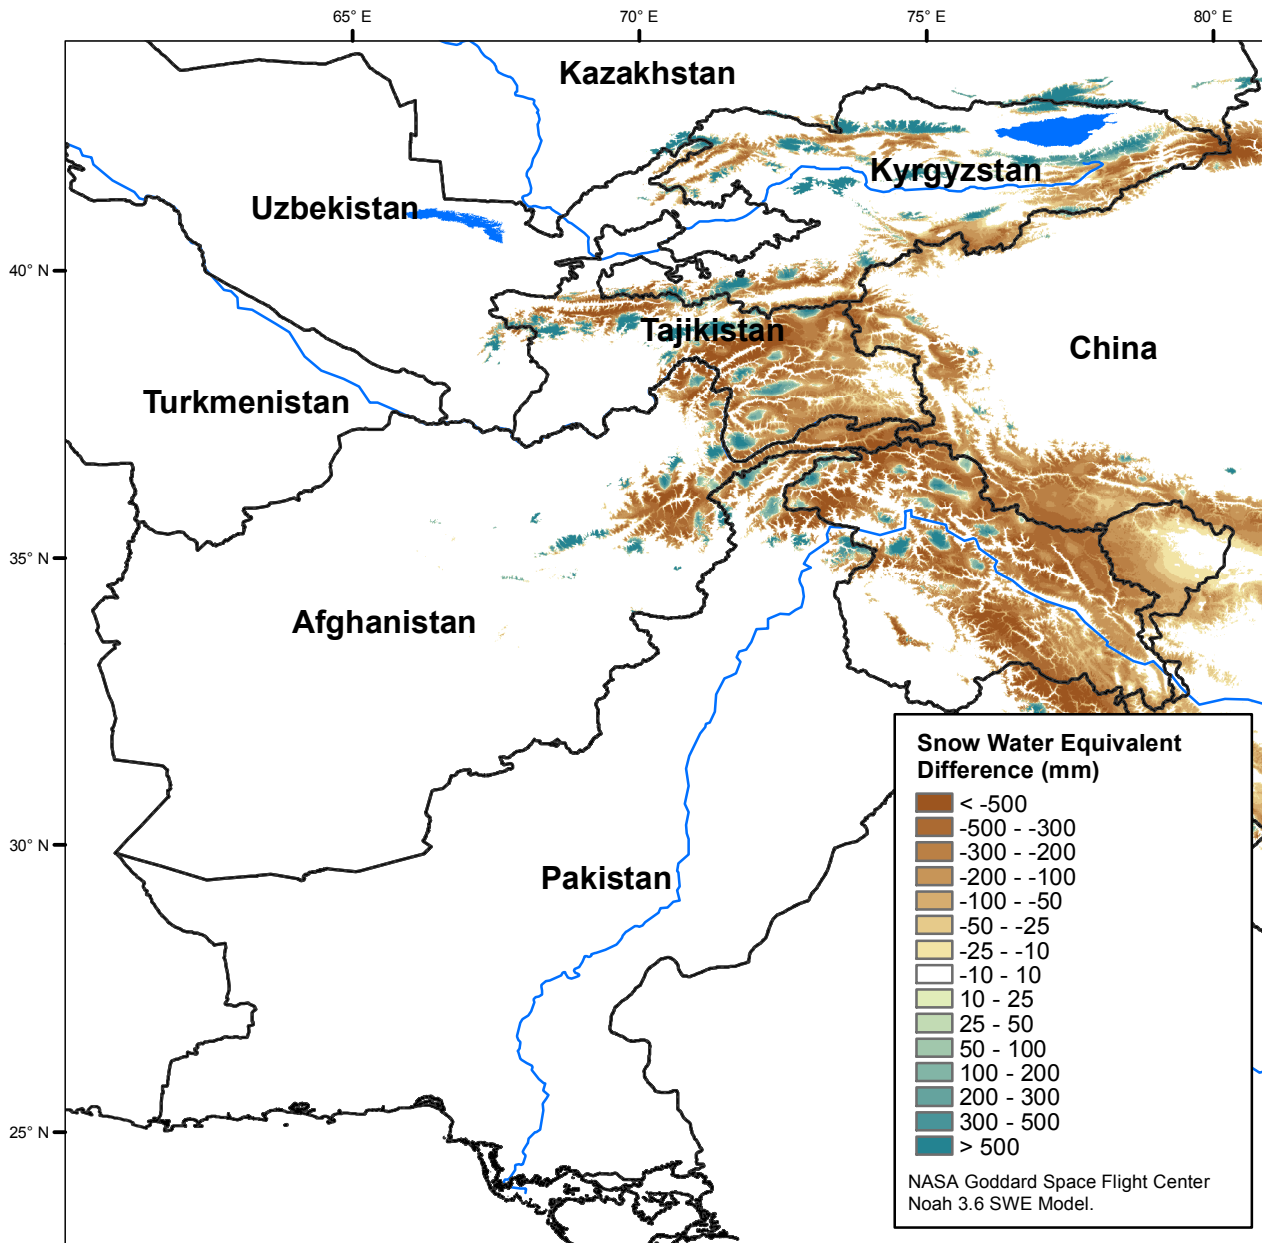 65° E
70° E
75° E
80° E
Kazakhstan
Kyrgyzstan
Uzbekistan
40° N
Tajikistan
China
Turkmenistan
35° N
Afghanistan
30° N
Pakistan
25° N
Snow Water Equivalent
Difference (mm)
< -500
-500 - -300
-300 - -200
-200 - -100
-100 - -50
-50 - -25
-25 - -10
-10 - 10
10 - 25
25 - 50
50 - 100
100 - 200
200 - 300
300 - 500
> 500
NASA Goddard Space Flight Center
Noah 3.6 SWE Model.